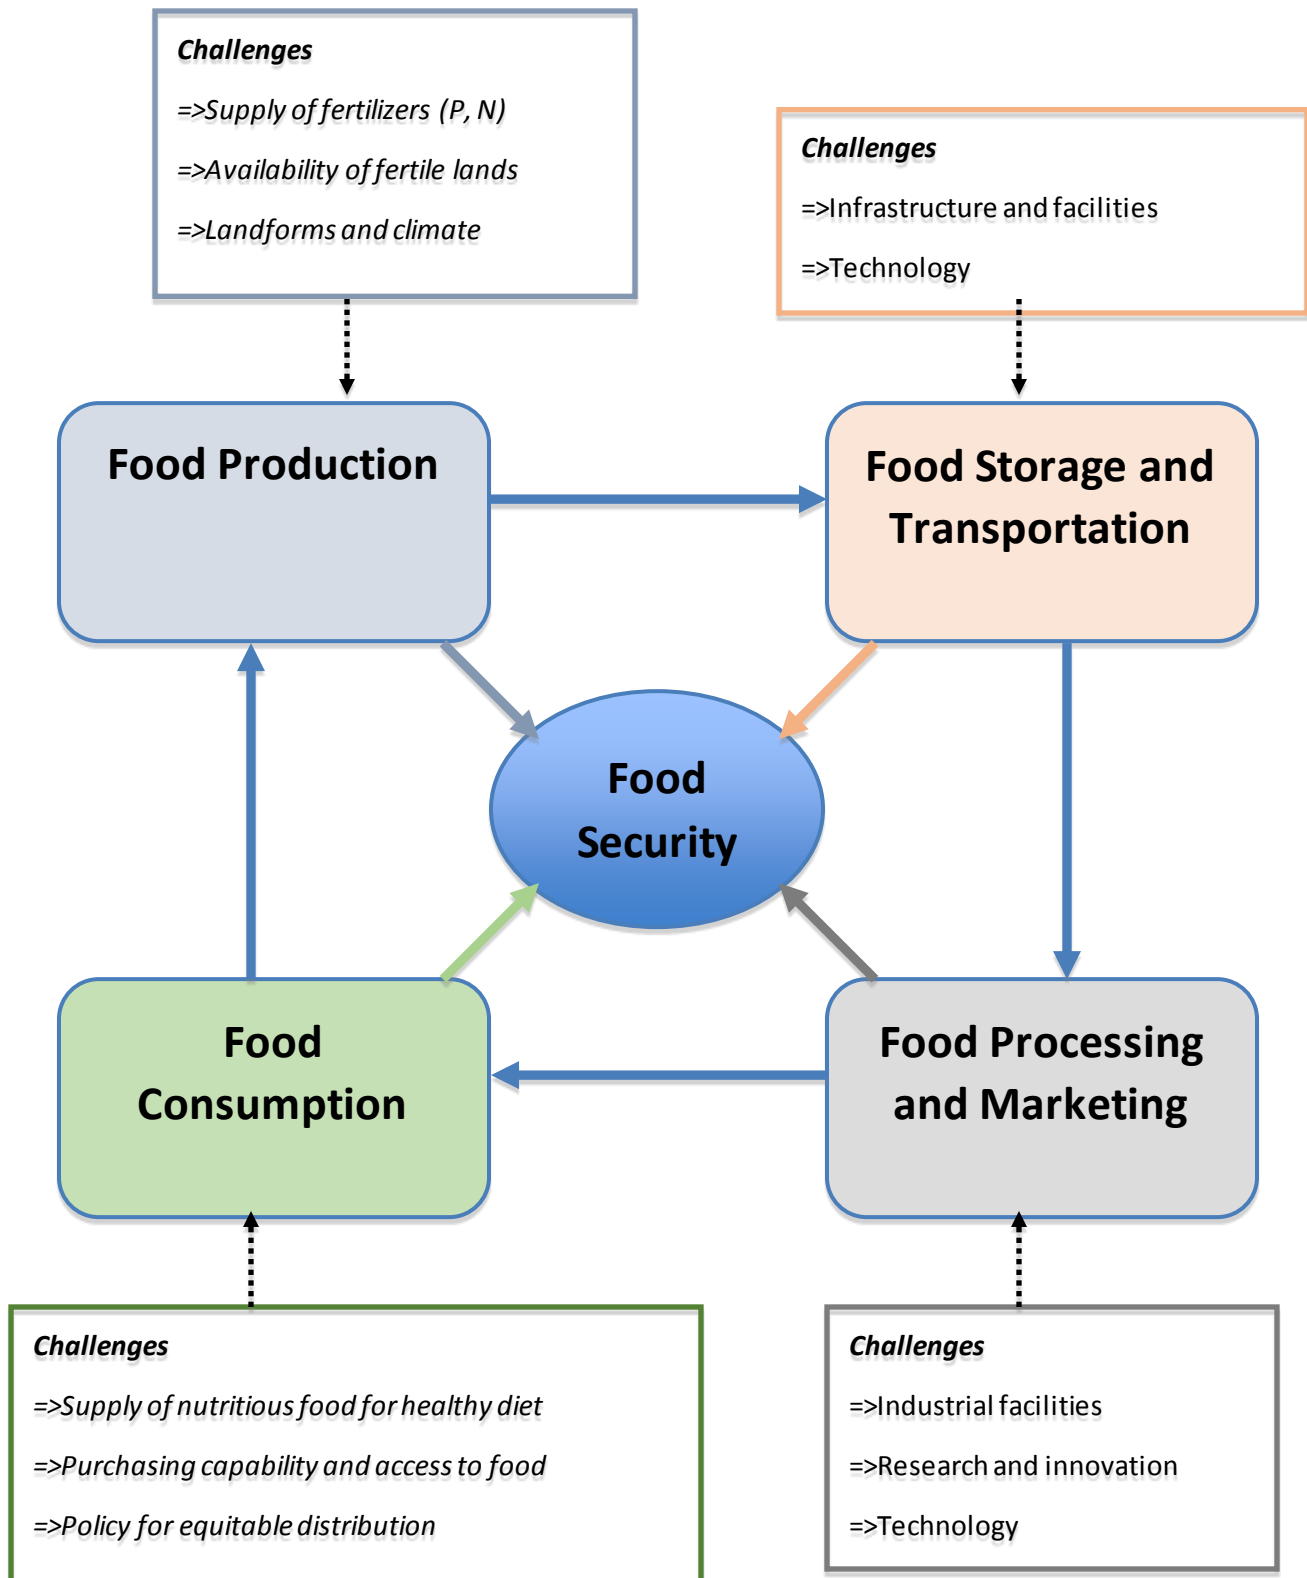 Challenges
=>Supply of fertilizers (P, N)
=>Availability of fertile lands
=>Landforms and climate
Challenges
=>Infrastructure and facilities
=>Technology
Food Production
Food Storage and
Transportation
Food
Security
Food
Consumption
Food Processing
and Marketing
Challenges
=>Supply of nutritious food for healthy diet
=>Purchasing capability and access to food
=>Policy for equitable distribution
Challenges
=>Industrial facilities
=>Research and innovation
=>Technology